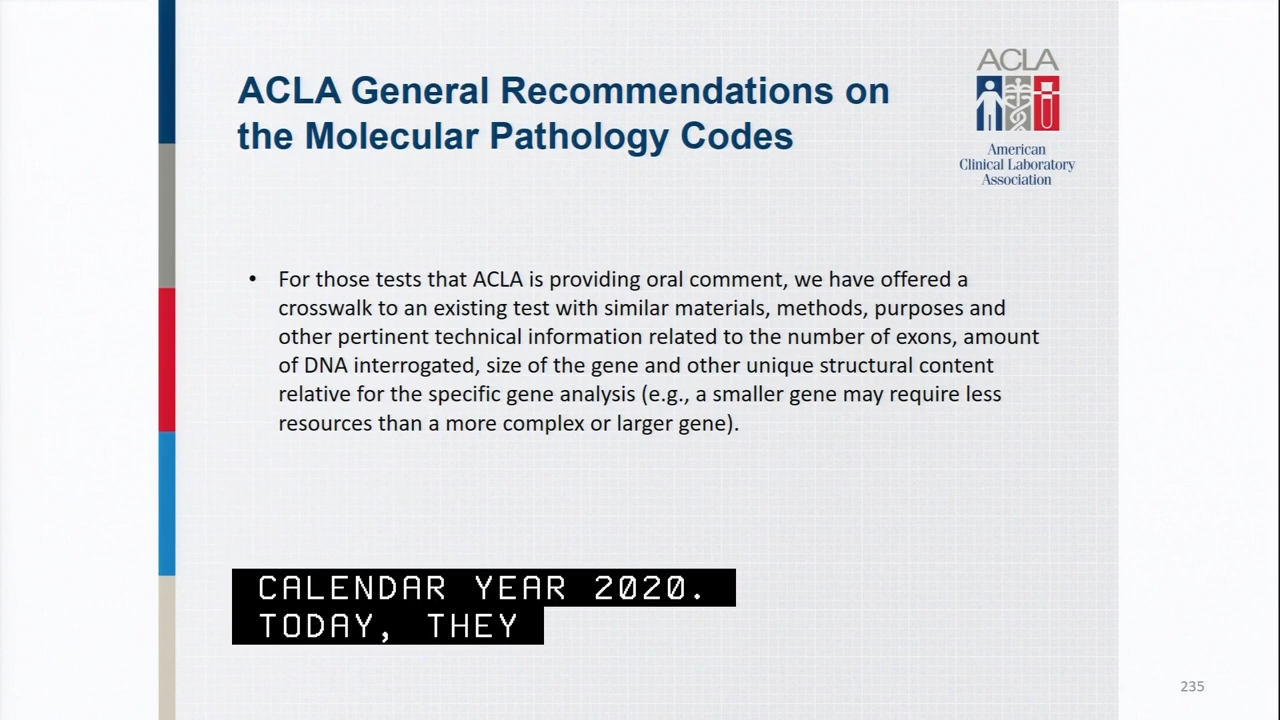 ACLA General Recommendations on
the Molecular Pathology Codes
ACLA
American
Clinical Laboratory
Association
• For those tests that ACLA is providing oral comment, we have offered a
crosswalk to an existing test with similar materials, methods, purposes and
other pertinent technical information related to the number of exons, amount
of DNA interrogated, size of the gene and other unique structural content
relative for the specific gene analysis (e.g., a smaller gene may require less
resources than a more complex or larger gene).
CALENDAR YEAR 2020.
TODAY, THEY
235